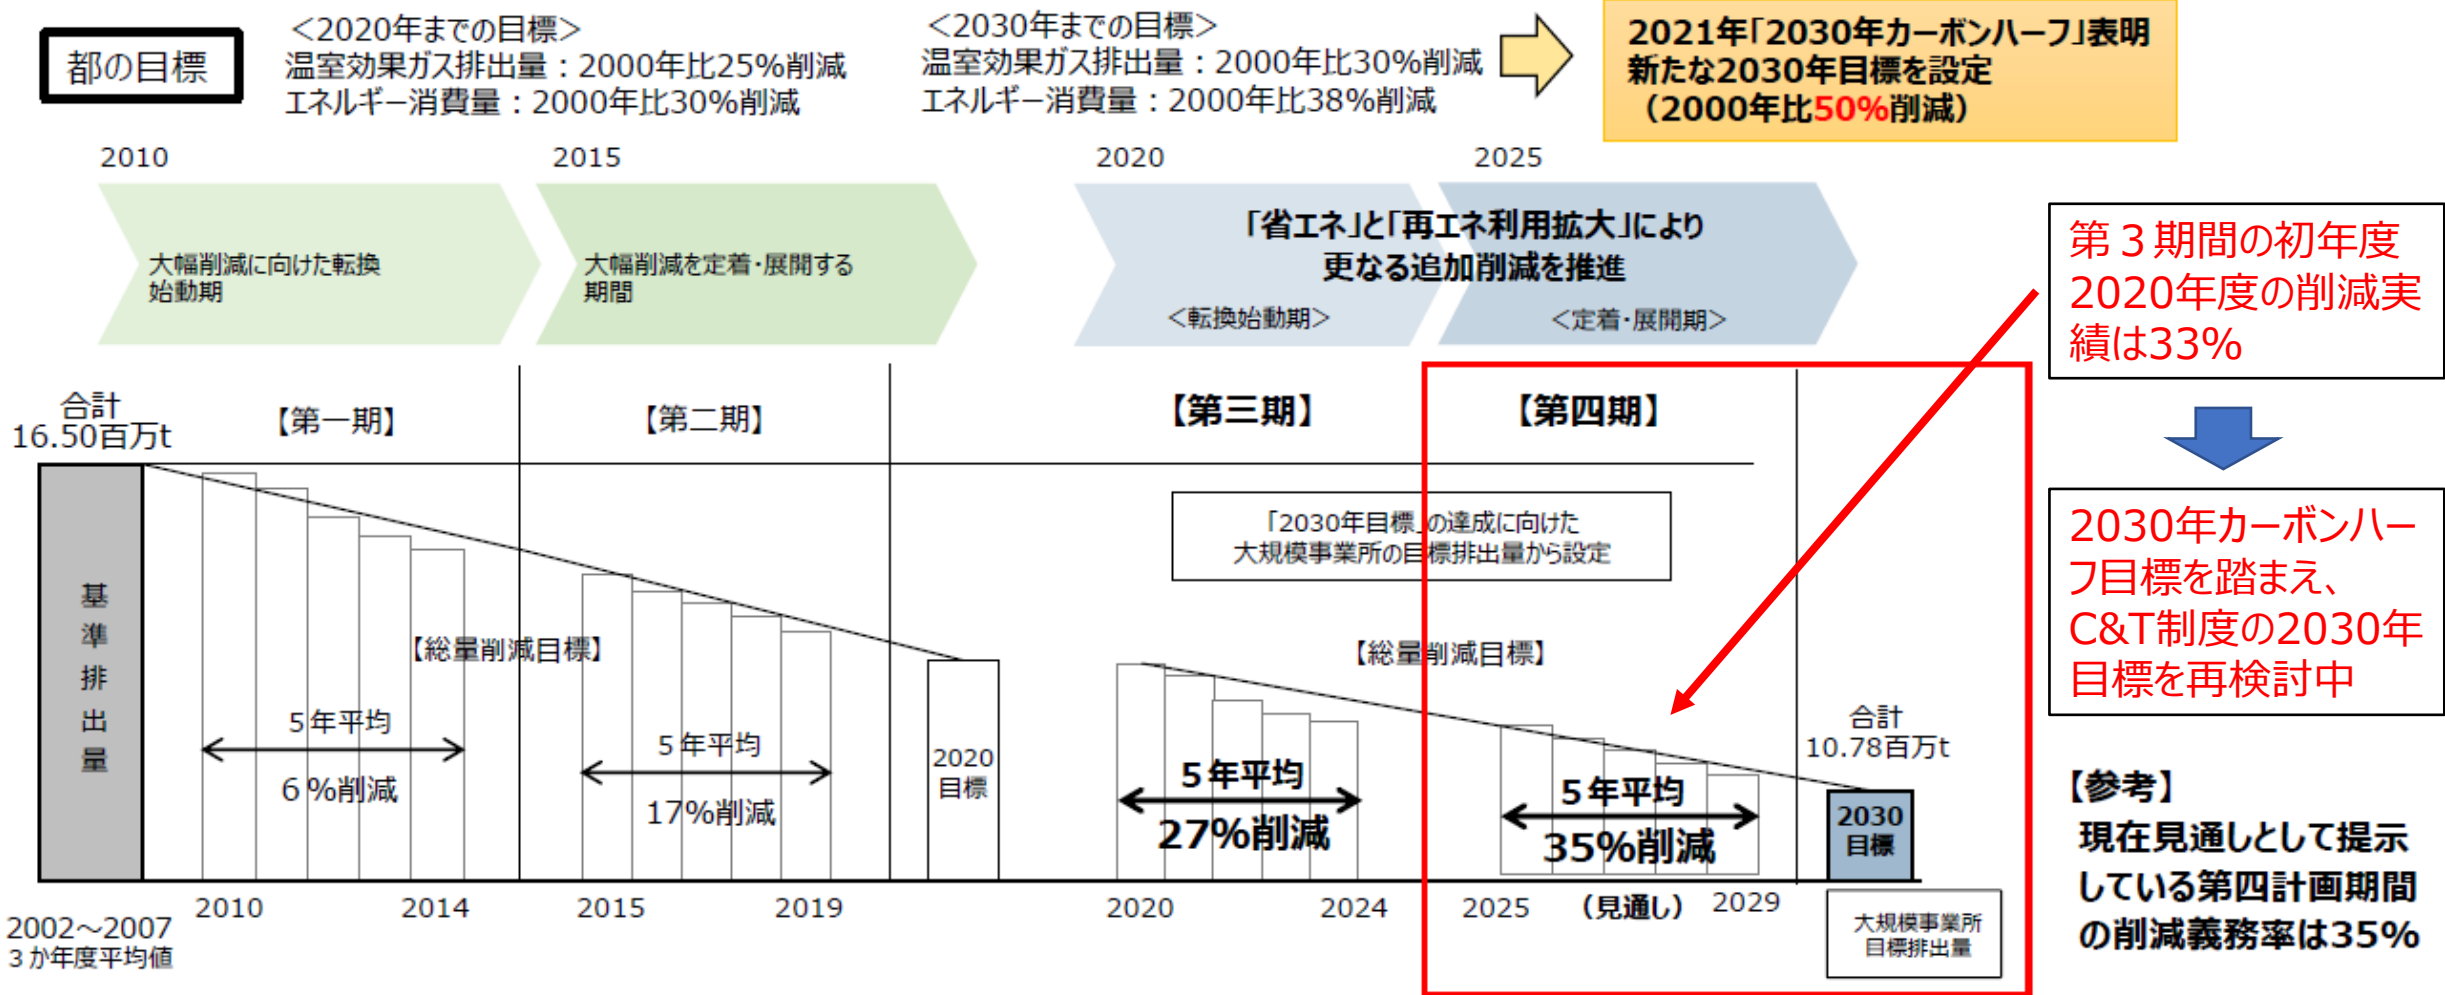 都の目標
<2020年までの目標>
温室効果ガス排出量：2000年比25%削減
エネルギー消費量：2000年比30%削減
<2030年までの目標>
温室効果ガス排出量：2000年比30%削減
エネルギー消費量：2000年比38%削減
2021年「2030年カーボンハーフ」表明
新たな2030年目標を設定
（2000年比50%削減）
2010
2015
2020
2025
大幅削減に向けた転換
始動期
大幅削減を定着・展開する
期間
「省エネ」と「再エネ利用拡大」により
更なる追加削減を推進
<転換始動期>
<定着・展開期>
第３期間の初年度
2020年度の削減実
績は33%
合計
16.50百万t
【第一期】
【第二期】
【第三期】
【第四期】
「2030年目標」の達成に向けた
大規模事業所の目標排出量から設定
2030年カーボンハー
フ目標を踏まえ、
C&T制度の2030年
目標を再検討中
基準排出量
【総量削減目標】
【総量削減目標】
5年平均
6%削減
5年平均
17%削減
2020
目標
5年平均
27%削減
5年平均
35%削減
合計
10.78百万t
2030
目標
【参考】
現在見通しとして提示
している第四計画期間
の削減義務率は35%
2002～2007
3か年度平均値
2010
2014
2015
2019
2020
2024
2025
（見通し）
2029
大規模事業所
目標排出量